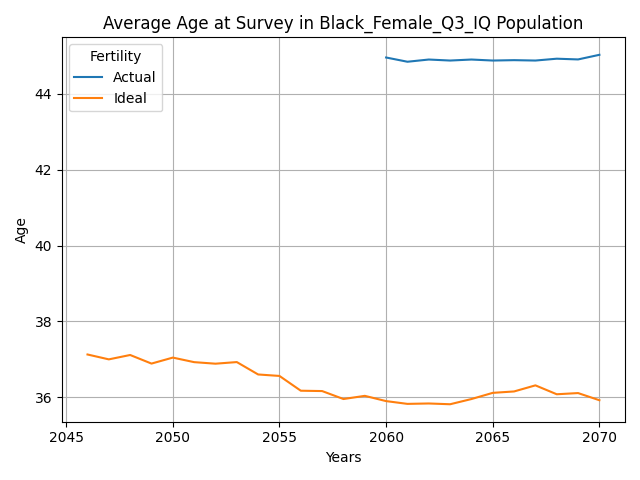 Average Age at Survey in Black_Female_Q3_IQ Population
Fertility
Actual
Ideal
Age
44
42
40
38
36
2045 2050 2055 2060 2065 2070
Years